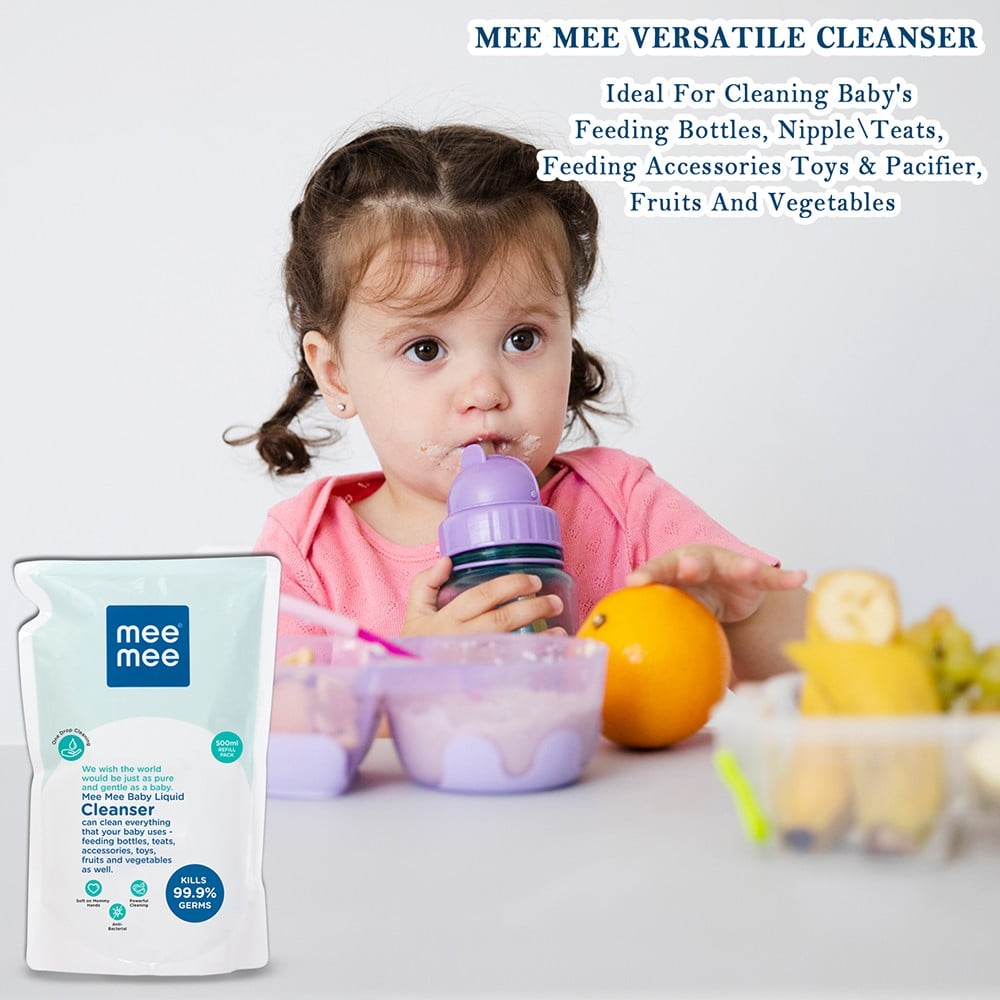 MEE MEE VERSATILE CLEANSER
Ideal For Cleaning Baby's
Feeding Bottles, Nipple\Teats,
Feeding Accessories Toys & Pacifier,
Fruits And Vegetables
mee
mee
One Drop Cleaning
500ml
REFILL
PACK
We wish the world
would be just as pure
and gentle as a baby.
Mee Mee Baby Liquid
Cleanser
can clean everything
that your baby uses -
feeding bottles, teats,
accessories, toys,
fruits and vegetables
as well.
KILLS
99.9%
GERMS
Soft on Mommy
Hands
Powerful
Cleaning
Anti-
Bacterial